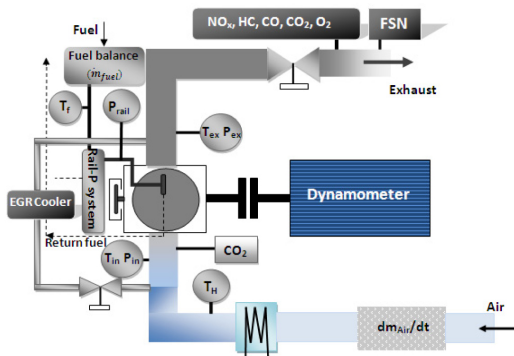 NOx, HC, CO, CO2, O2
FSN
Fuel
Fuel balance
(ṁfuel)
Exhaust
Tf
Prail
Tex Pex
Rail-P system
EGR Cooler
Dynamometer
Return fuel
Tin Pin
CO2
TH
Air
dmAir/dt